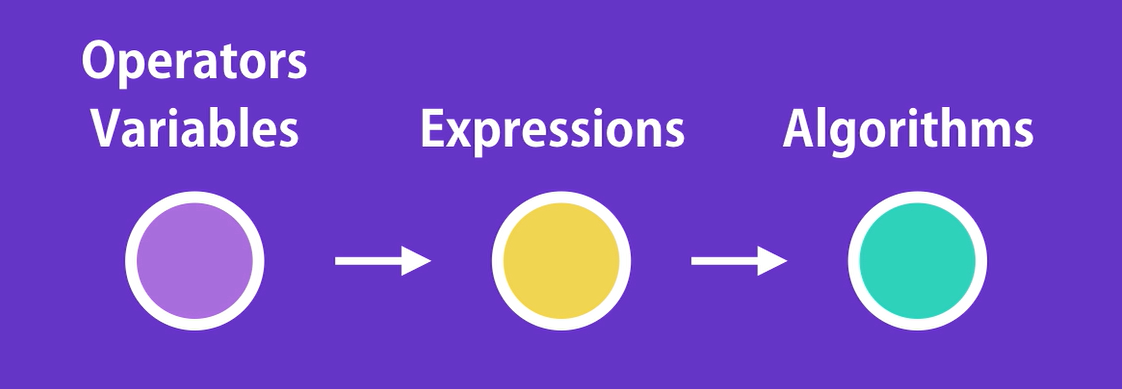 Operators
Variables
Expressions
Algorithms